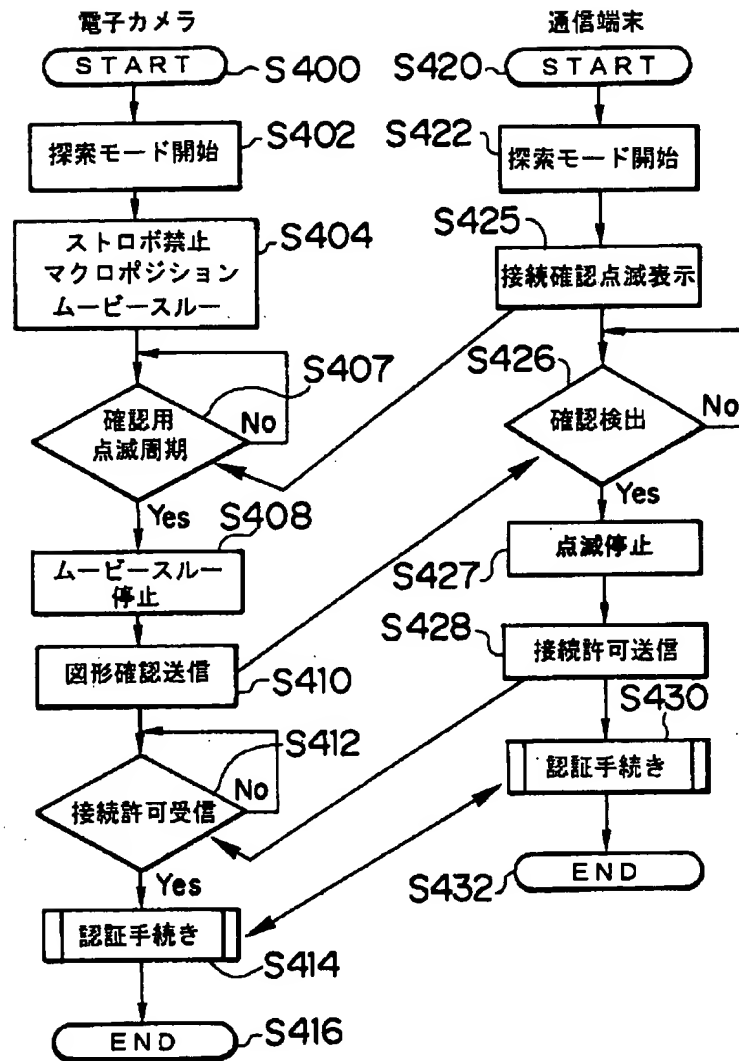 電子カメラ
START
S400
探索モード開始
S402
ストロボ禁止
マクロポジション
ムービースルー
S404
確認用
点滅周期
S407
No
Yes
ムービースルー
停止
S408
図形確認送信
S410
接続許可受信
S412
No
Yes
認証手続き
S414
END
S416
通信端末
S420
START
S422
探索モード開始
S425
接続確認点滅表示
S426
確認検出
No
Yes
点滅停止
S427
S428
接続許可送信
S430
認証手続き
S432
END